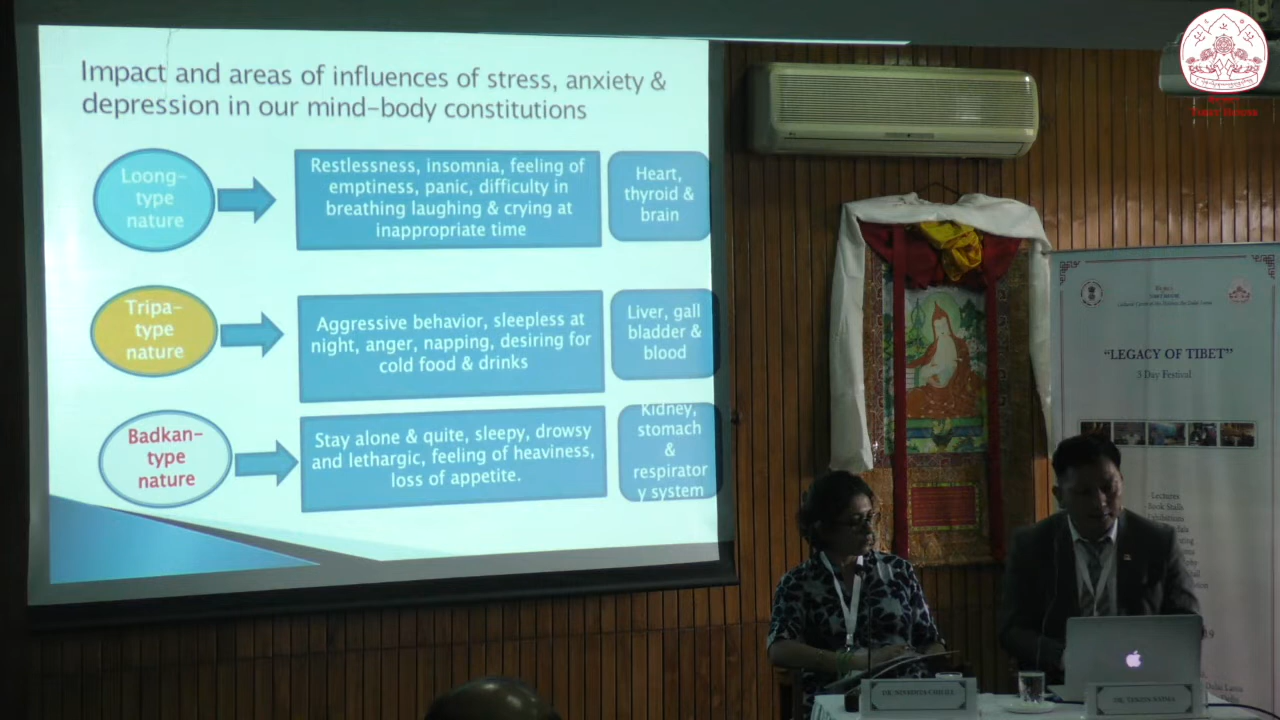 Impact and areas of influences of stress, anxiety &
depression in our mind-body constitutions
Loong-
type
nature
Restlessness, insomnia, feeling of
emptiness, panic, difficulty in
breathing laughing & crying at
inappropriate time
Heart,
thyroid &
brain
Tripa-
type
nature
Aggressive behavior, sleepless at
night, anger, napping, desiring for
cold food & drinks
Liver, gall
bladder &
blood
Badkan-
type
nature
Stay alone & quite, sleepy, drowsy
and lethargic, feeling of heaviness,
loss of appetite.
Kidney,
stomach
&
respirator
y system
TIBET HOUSE
"LEGACY OF TIBET"
3 Day Festival
Lectures
Book Stalls
Exhibitions